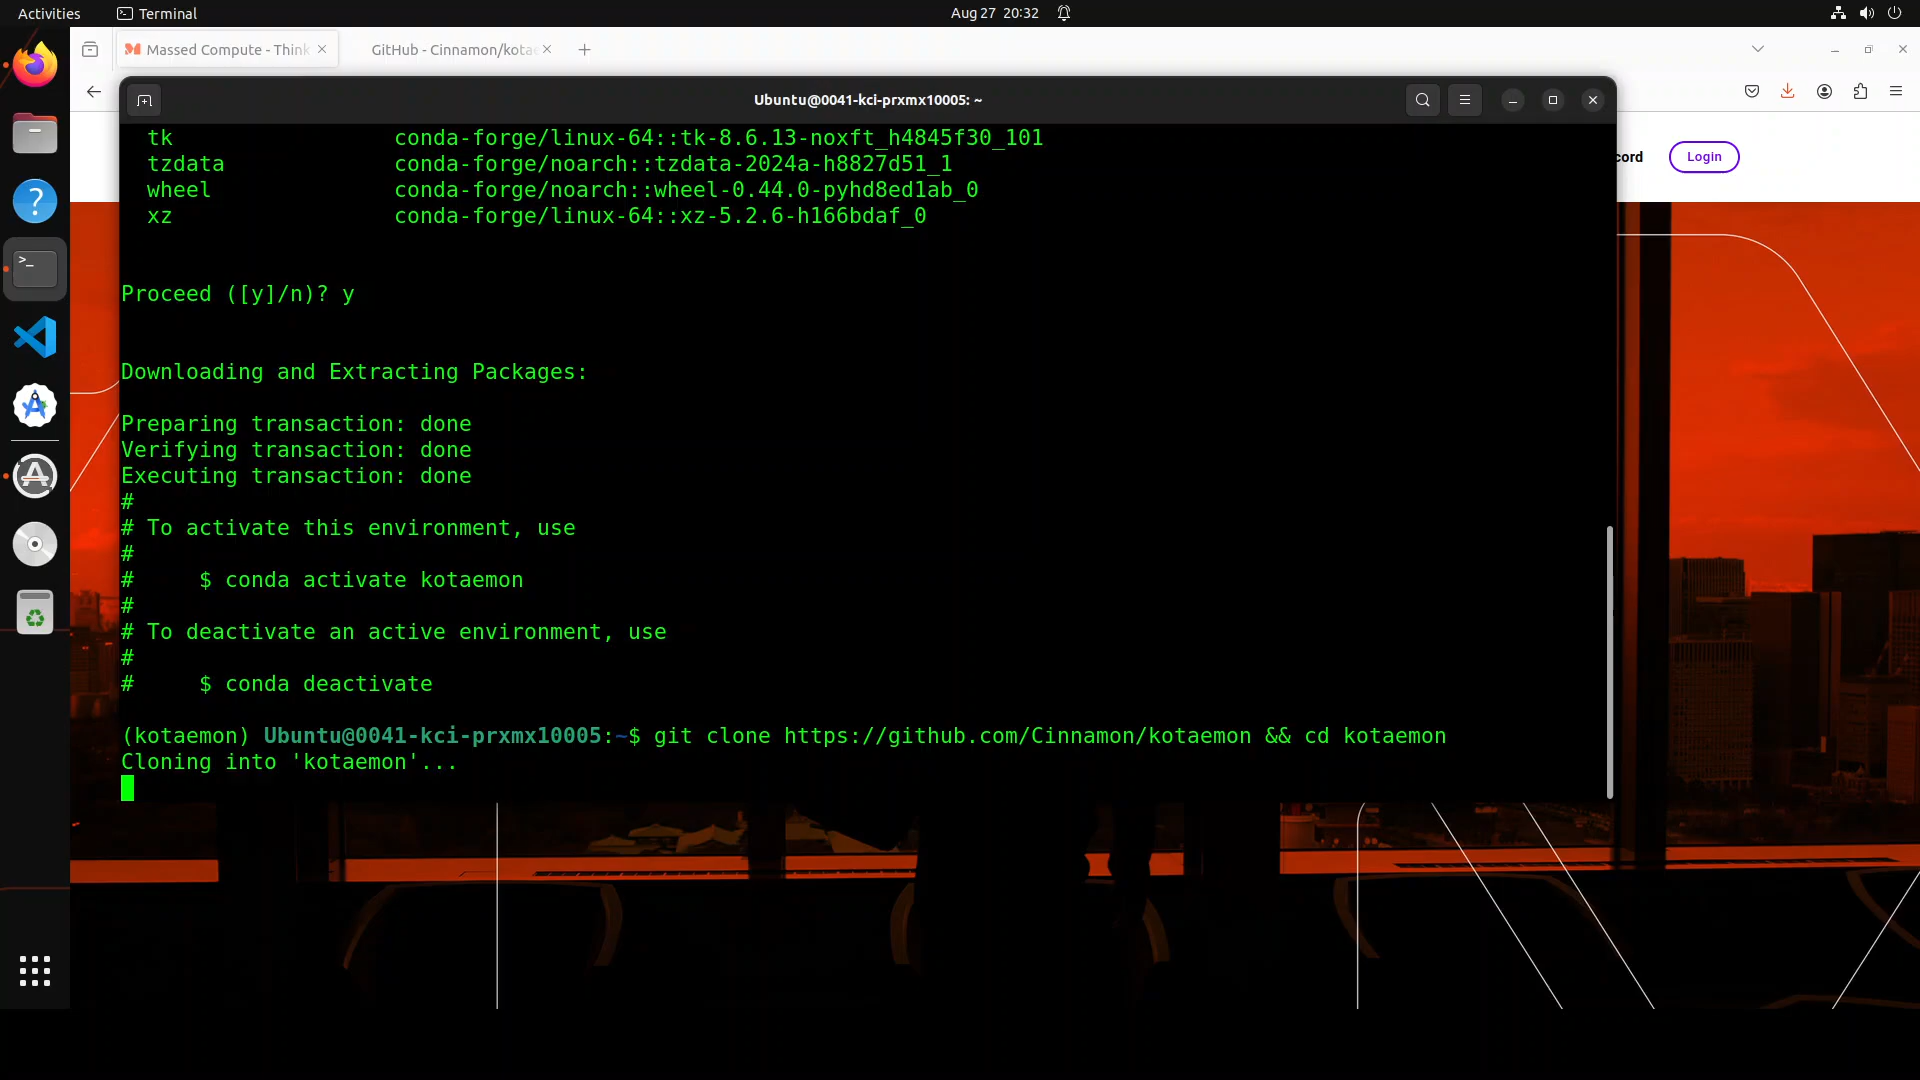 Activities
Terminal
Aug 27 20:32
Massed Compute - Think
GitHub - Cinnamon/kotae
Ubuntu@0041-kci-prxmx10005: ~
cord
Login
tk conda-forge/linux-64::tk-8.6.13-noxft_h4845f30_101
tzdata conda-forge/noarch::tzdata-2024a-h8827d51_1
wheel conda-forge/noarch::wheel-0.44.0-pyhd8ed1ab_0
xz conda-forge/linux-64::xz-5.2.6-h166bdaf_0
Proceed ([y]/n)? y
Downloading and Extracting Packages:
Preparing transaction: done
Verifying transaction: done
Executing transaction: done
#
# To activate this environment, use
#
# $ conda activate kotaemon
#
# To deactivate an active environment, use
#
# $ conda deactivate
(kotaemon) Ubuntu@0041-kci-prxmx10005:~$ git clone https://github.com/Cinnamon/kotaemon && cd kotaemon
Cloning into 'kotaemon'...